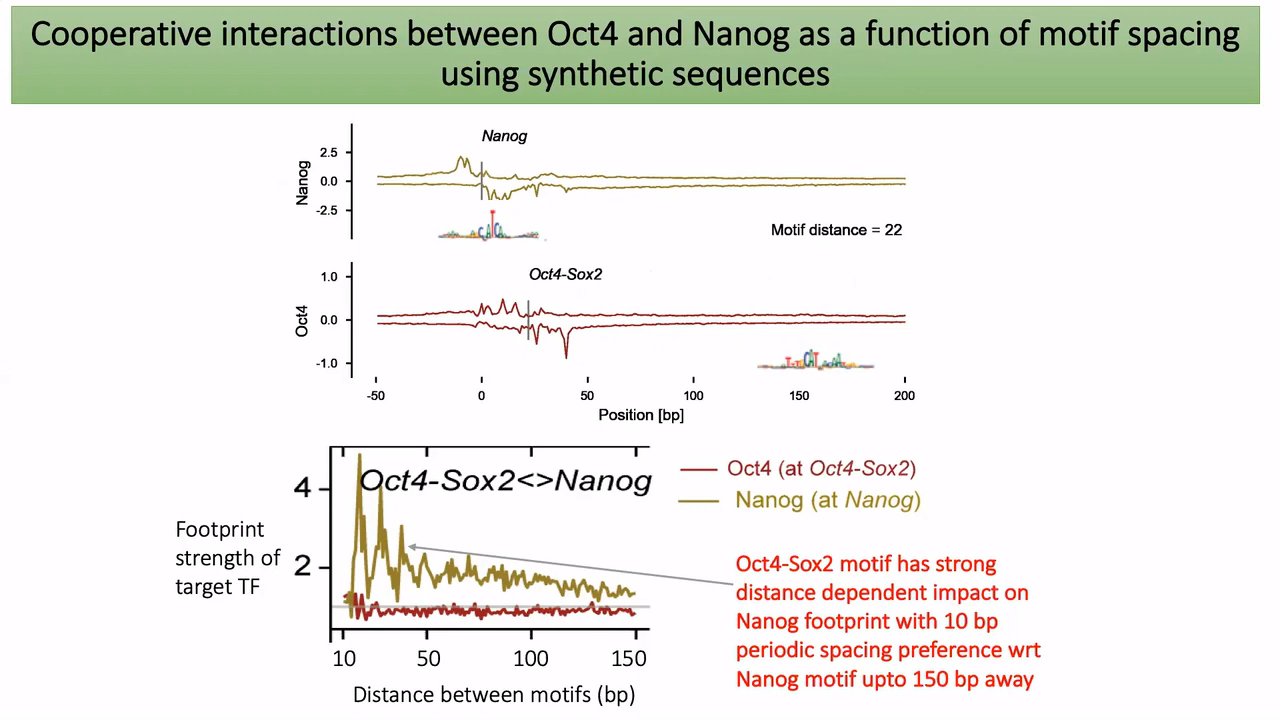 Cooperative interactions between Oct4 and Nanog as a function of motif spacing
using synthetic sequences
Nanog
Nanog
2.5
0.0
-2.5
Motif distance = 22
Oct4-Sox2
Oct4
1.0
0.0
-1.0
-50
0
50
100
150
200
Position [bp]
Oct4-Sox2<>Nanog
4
2
Footprint
strength of
target TF
10
50
100
150
Distance between motifs (bp)
Oct4 (at Oct4-Sox2)
Nanog (at Nanog)
Oct4-Sox2 motif has strong
distance dependent impact on
Nanog footprint with 10 bp
periodic spacing preference wrt
Nanog motif upto 150 bp away